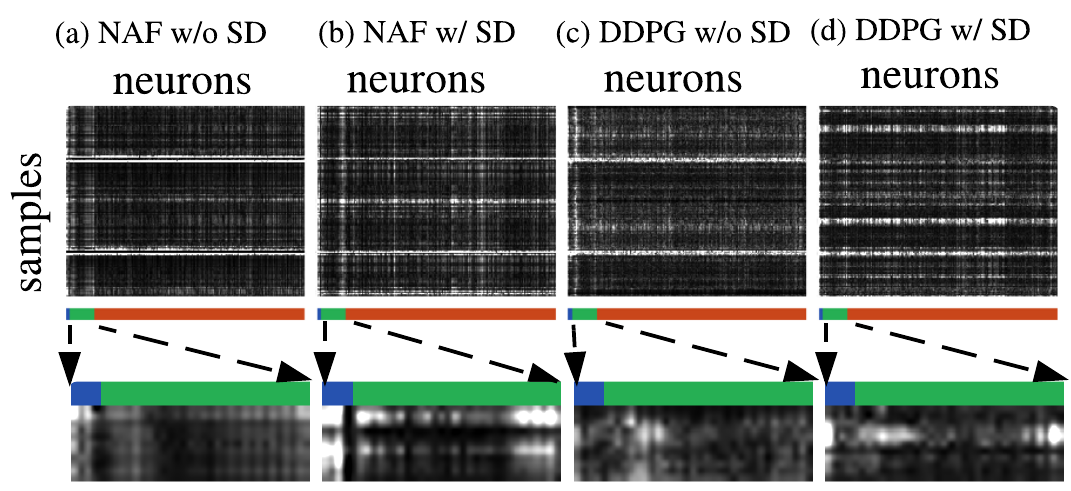 (a) NAF w/o SD (b) NAF w/ SD (c) DDPG w/o SD (d) DDPG w/ SD
neurons neurons neurons neurons
samples